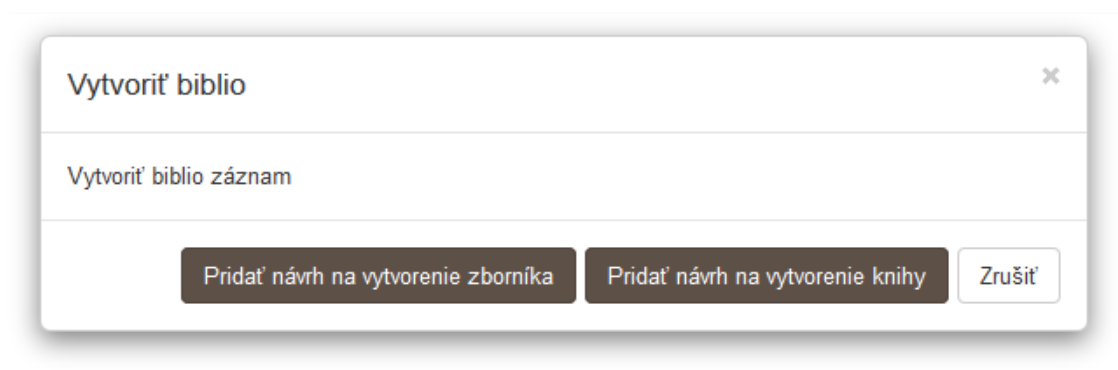 Vytvoriť biblio ×
Vytvoriť biblio záznam
Pridať návrh na vytvorenie zborníka Pridať návrh na vytvorenie knihy Zrušiť